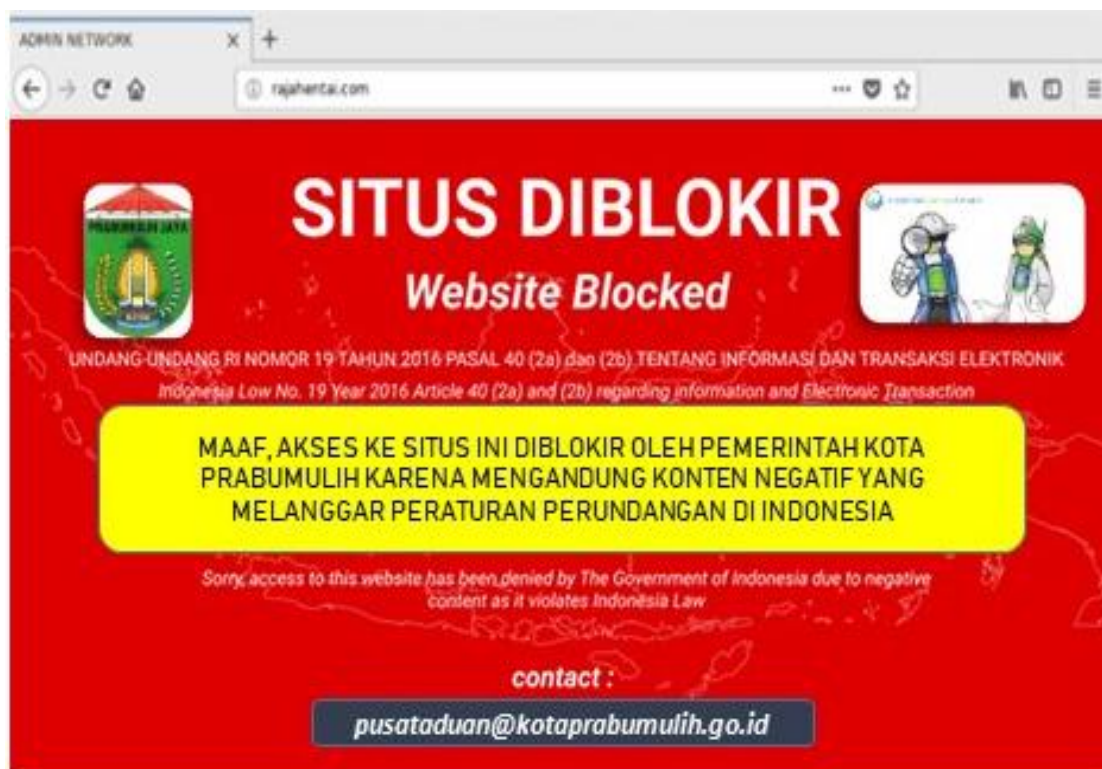 ADMIN NETWORK
rajahentai.com
SITUS DIBLOKIR
Website Blocked
PRABUMULIH JAYA
UNDANG-UNDANG RI NOMOR 19 TAHUN 2016 PASAL 40 (2a) dan (2b) TENTANG INFORMASI DAN TRANSAKSI ELEKTRONIK
Indonesia Low No. 19 Year 2016 Article 40 (2a) and (2b) regarding information and Electronic Transaction
MAAF, AKSES KE SITUS INI DIBLOKIR OLEH PEMERINTAH KOTA
PRABUMULIH KARENA MENGANDUNG KONTEN NEGATIF YANG
MELANGGAR PERATURAN PERUNDANGAN DI INDONESIA
Sorry, access to this website has been denied by The Government of Indonesia due to negative
content as it violates Indonesia Law
contact :
pusataduan@kotaprabumulih.go.id